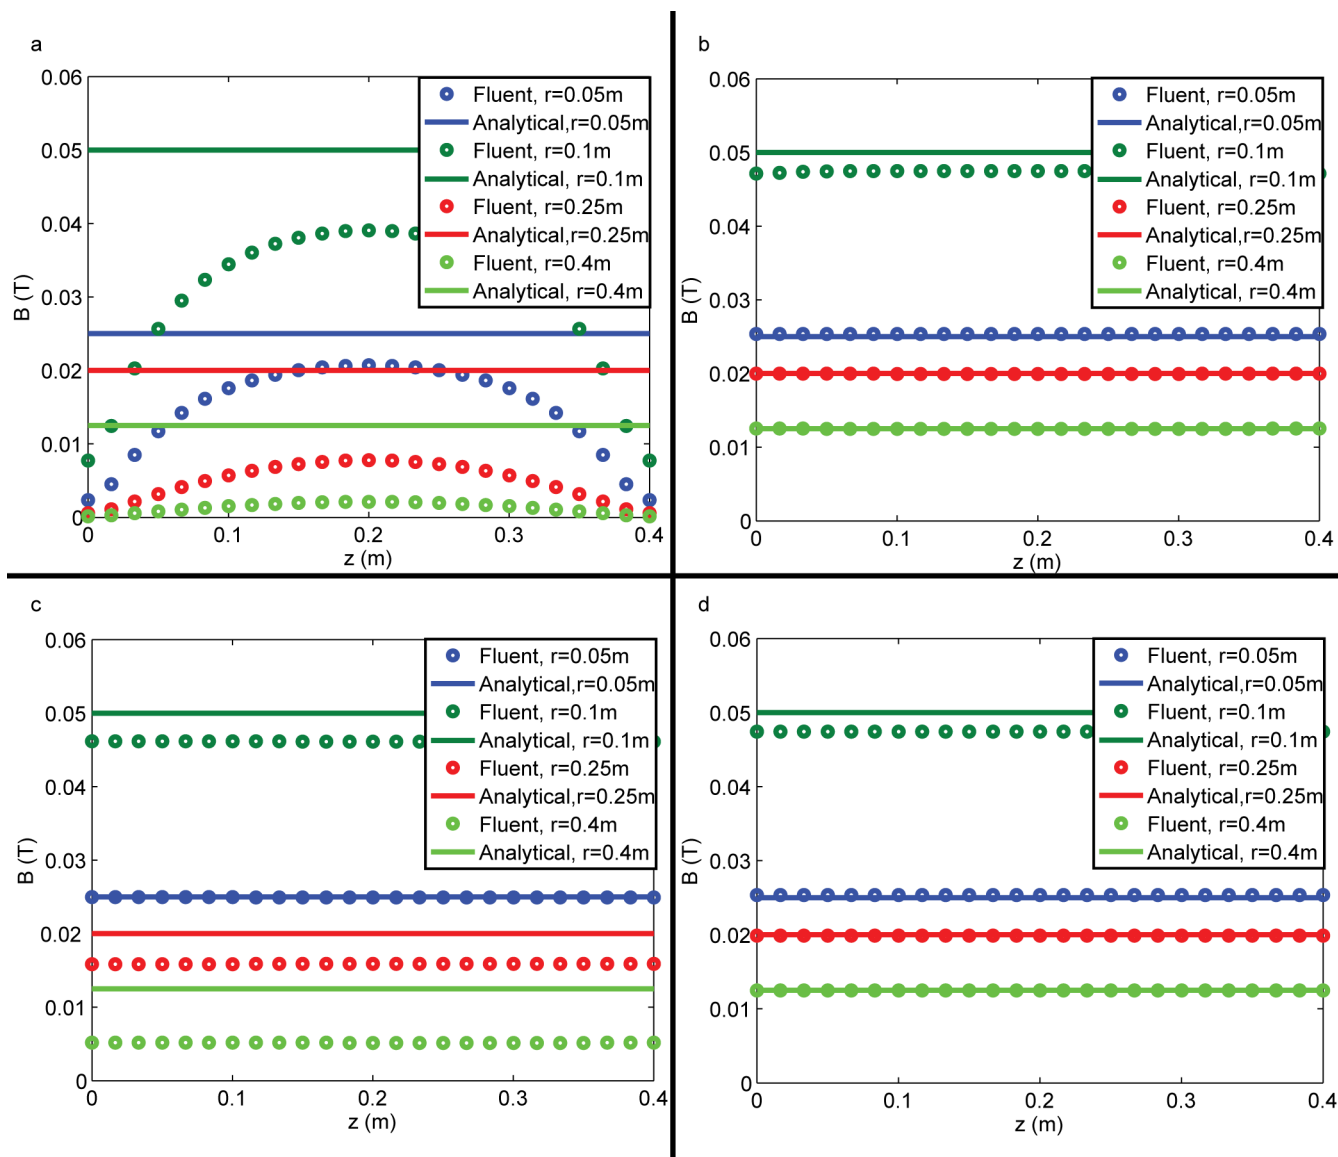 a
0.06
0.05
0.04
0.03
0.02
0.01
0
B (T)
0
0.1
0.2
0.3
0.4
z (m)
Fluent, r=0.05m
Analytical,r=0.05m
Fluent, r=0.1m
Analytical, r=0.1m
Fluent, r=0.25m
Analytical,r=0.25m
Fluent, r=0.4m
Analytical, r=0.4m
b
0.06
0.05
0.04
0.03
0.02
0.01
0
B (T)
0
0.1
0.2
0.3
0.4
z (m)
Fluent, r=0.05m
Analytical,r=0.05m
Fluent, r=0.1m
Analytical, r=0.1m
Fluent, r=0.25m
Analytical,r=0.25m
Fluent, r=0.4m
Analytical, r=0.4m
c
0.06
0.05
0.04
0.03
0.02
0.01
0
B (T)
0
0.1
0.2
0.3
0.4
z (m)
Fluent, r=0.05m
Analytical,r=0.05m
Fluent, r=0.1m
Analytical, r=0.1m
Fluent, r=0.25m
Analytical,r=0.25m
Fluent, r=0.4m
Analytical, r=0.4m
d
0.06
0.05
0.04
0.03
0.02
0.01
0
B (T)
0
0.1
0.2
0.3
0.4
z (m)
Fluent, r=0.05m
Analytical,r=0.05m
Fluent, r=0.1m
Analytical, r=0.1m
Fluent, r=0.25m
Analytical,r=0.25m
Fluent, r=0.4m
Analytical, r=0.4m